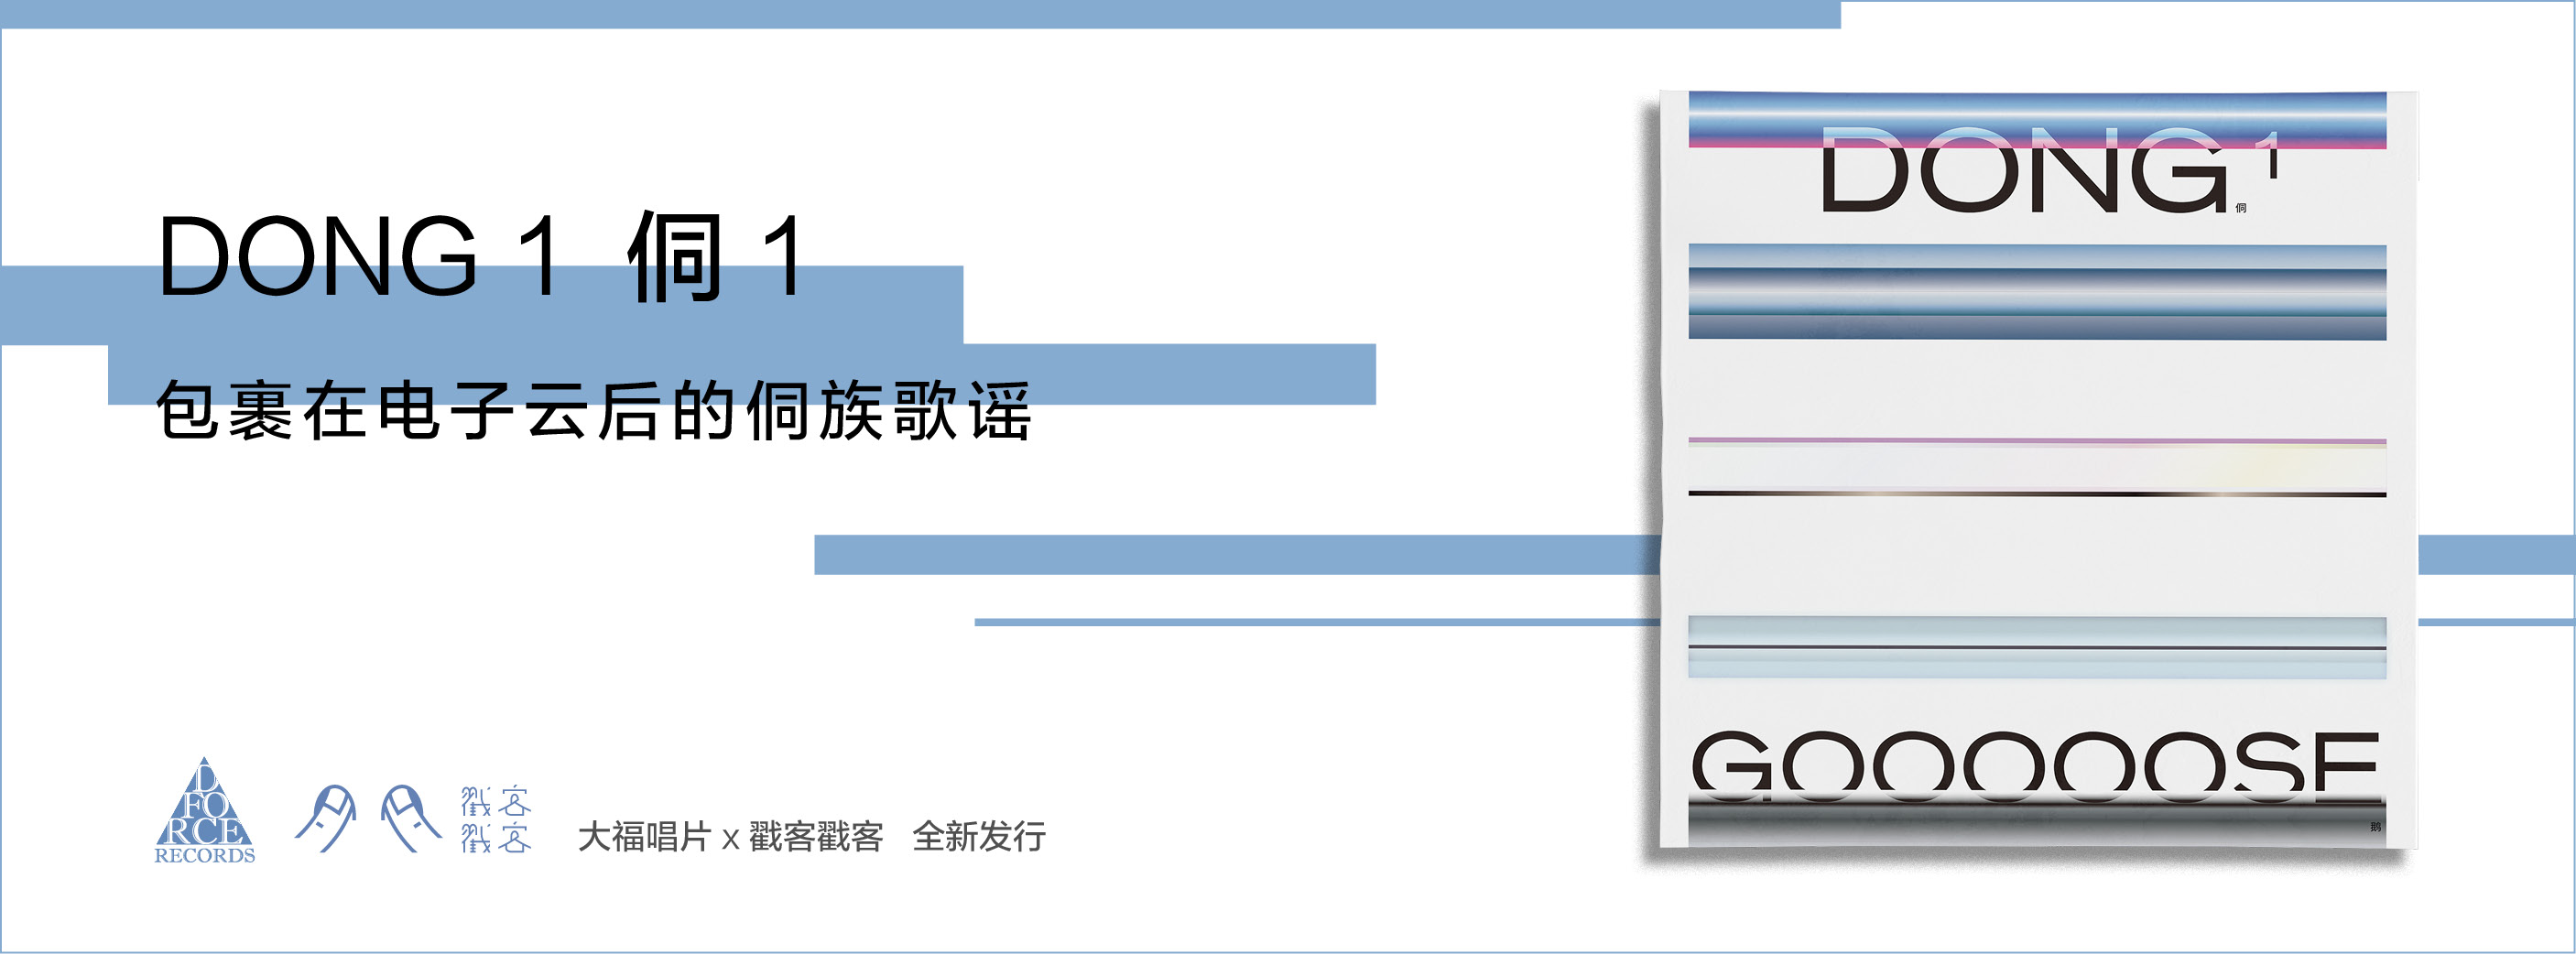 DONG 1 侗 1
包裹在电子云后的侗族歌谣
D
FO
RCE
RECORDS
戳客
戳客
大福唱片 x 戳客戳客 全新发行
DONG 1
侗
GOOOOOSE
鹅